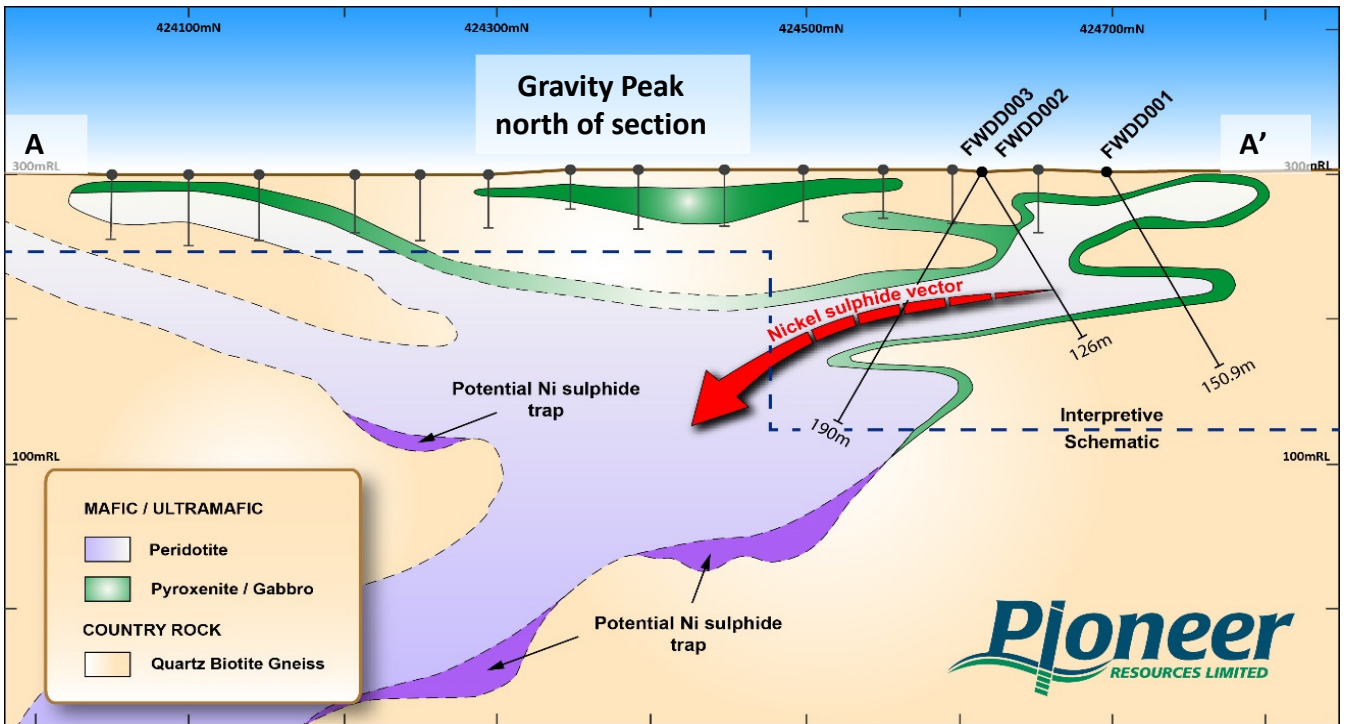 424100mN
424300mN
424500mN
424700mN
Gravity Peak
north of section
A
A’
FWDD003
FWDD002
FWDD001
300mRL
300mRL
Nickel sulphide vector
126m
150.9m
190m
Potential Ni sulphide
trap
Interpretive
Schematic
100mRL
100mRL
MAFIC / ULTRAMAFIC
Peridotite
Pyroxenite / Gabbro
COUNTRY ROCK
Quartz Biotite Gneiss
Potential Ni sulphide
trap
Pioneer
RESOURCES LIMITED